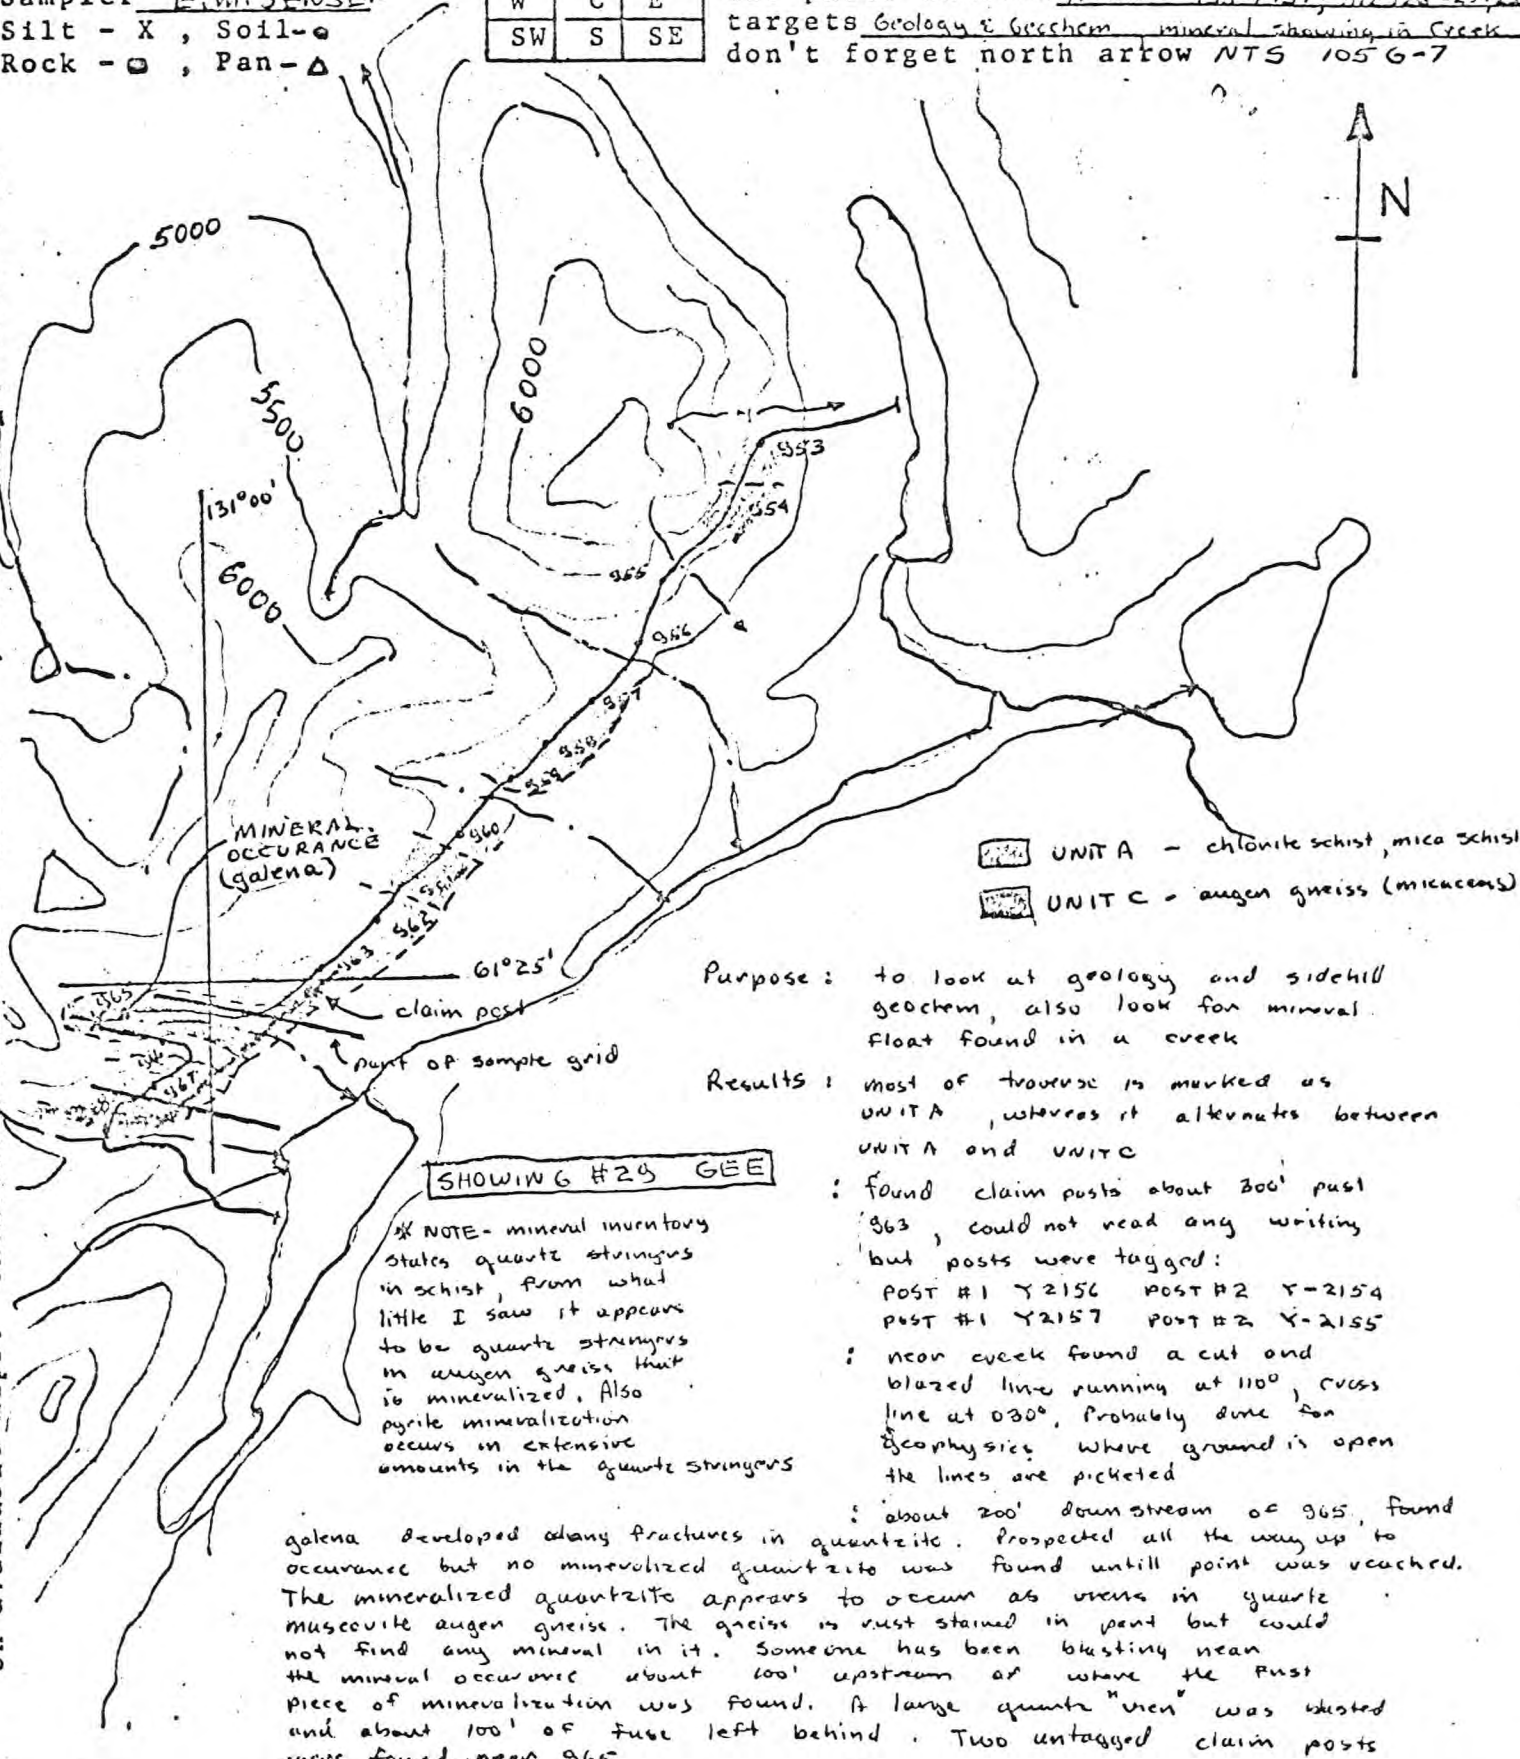 Silt - X , Soil-
Rock - , Pan-
W C E
SW S SE
targets Geology & Geochem, mineral showing in Creek
don't forget north arrow NTS 105 G-7
N
5000
5500
6000
6000
131°00'
953
954
955
956
957
958
959
960
962
963
965
967
MINERAL
OCCURANCE
(galena)
61°25'
claim post
part of sample grid
UNIT A - chlorite schist, mica schist
UNIT C - augen gneiss (micaceous)
Purpose : to look at geology and sidehill
geochem, also look for mineral
float found in a creek
Results : most of traverse is marked as
UNIT A , whereas it alternates between
UNIT A and UNIT C
: found claim posts about 300' past
963 , could not read any writing
but posts were tagged :
POST #1 Y2156 POST #2 Y-2154
POST #1 Y2157 POST #2 Y-2155
: near creek found a cut and
blazed line running at 110°, cross
line at 030°. Probably done for
Geophysics where ground is open
the lines are picketed
SHOWING #29 GEE
* NOTE - mineral inventory
states quartz stringers
in schist, from what
little I saw it appears
to be quartz stringers
in augen gneiss that
is mineralized. Also
pyrite mineralization
occurs in extensive
amounts in the quartz stringers
: about 200' downstream of 965, found
galena developed along fractures in quartzite. Prospected all the way up to
occurance but no mineralized quartzite was found untill point was reached.
The mineralized quartzite appears to occur as viens in quartz
muscovite augen gneiss. The gneiss is rust stained in part but could
not find any mineral in it. Someone has been blasting near
the mineral occurance about 100' upstream of where the first
piece of mineralization was found. A large quartz "vien" was blasted
and about 100' of fuse left behind. Two untagged claim posts
were found near 965